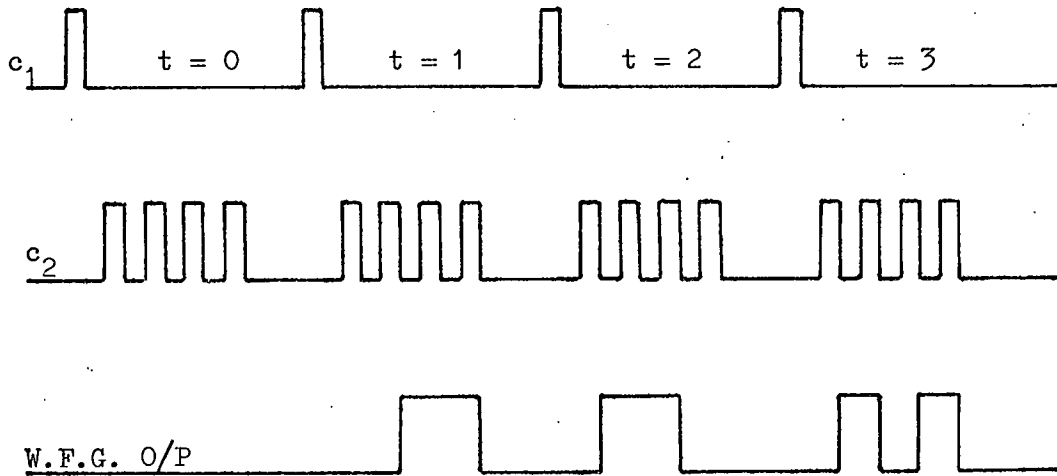 c₁ t = 0 t = 1 t = 2 t = 3
c₂
W.F.G. O/P